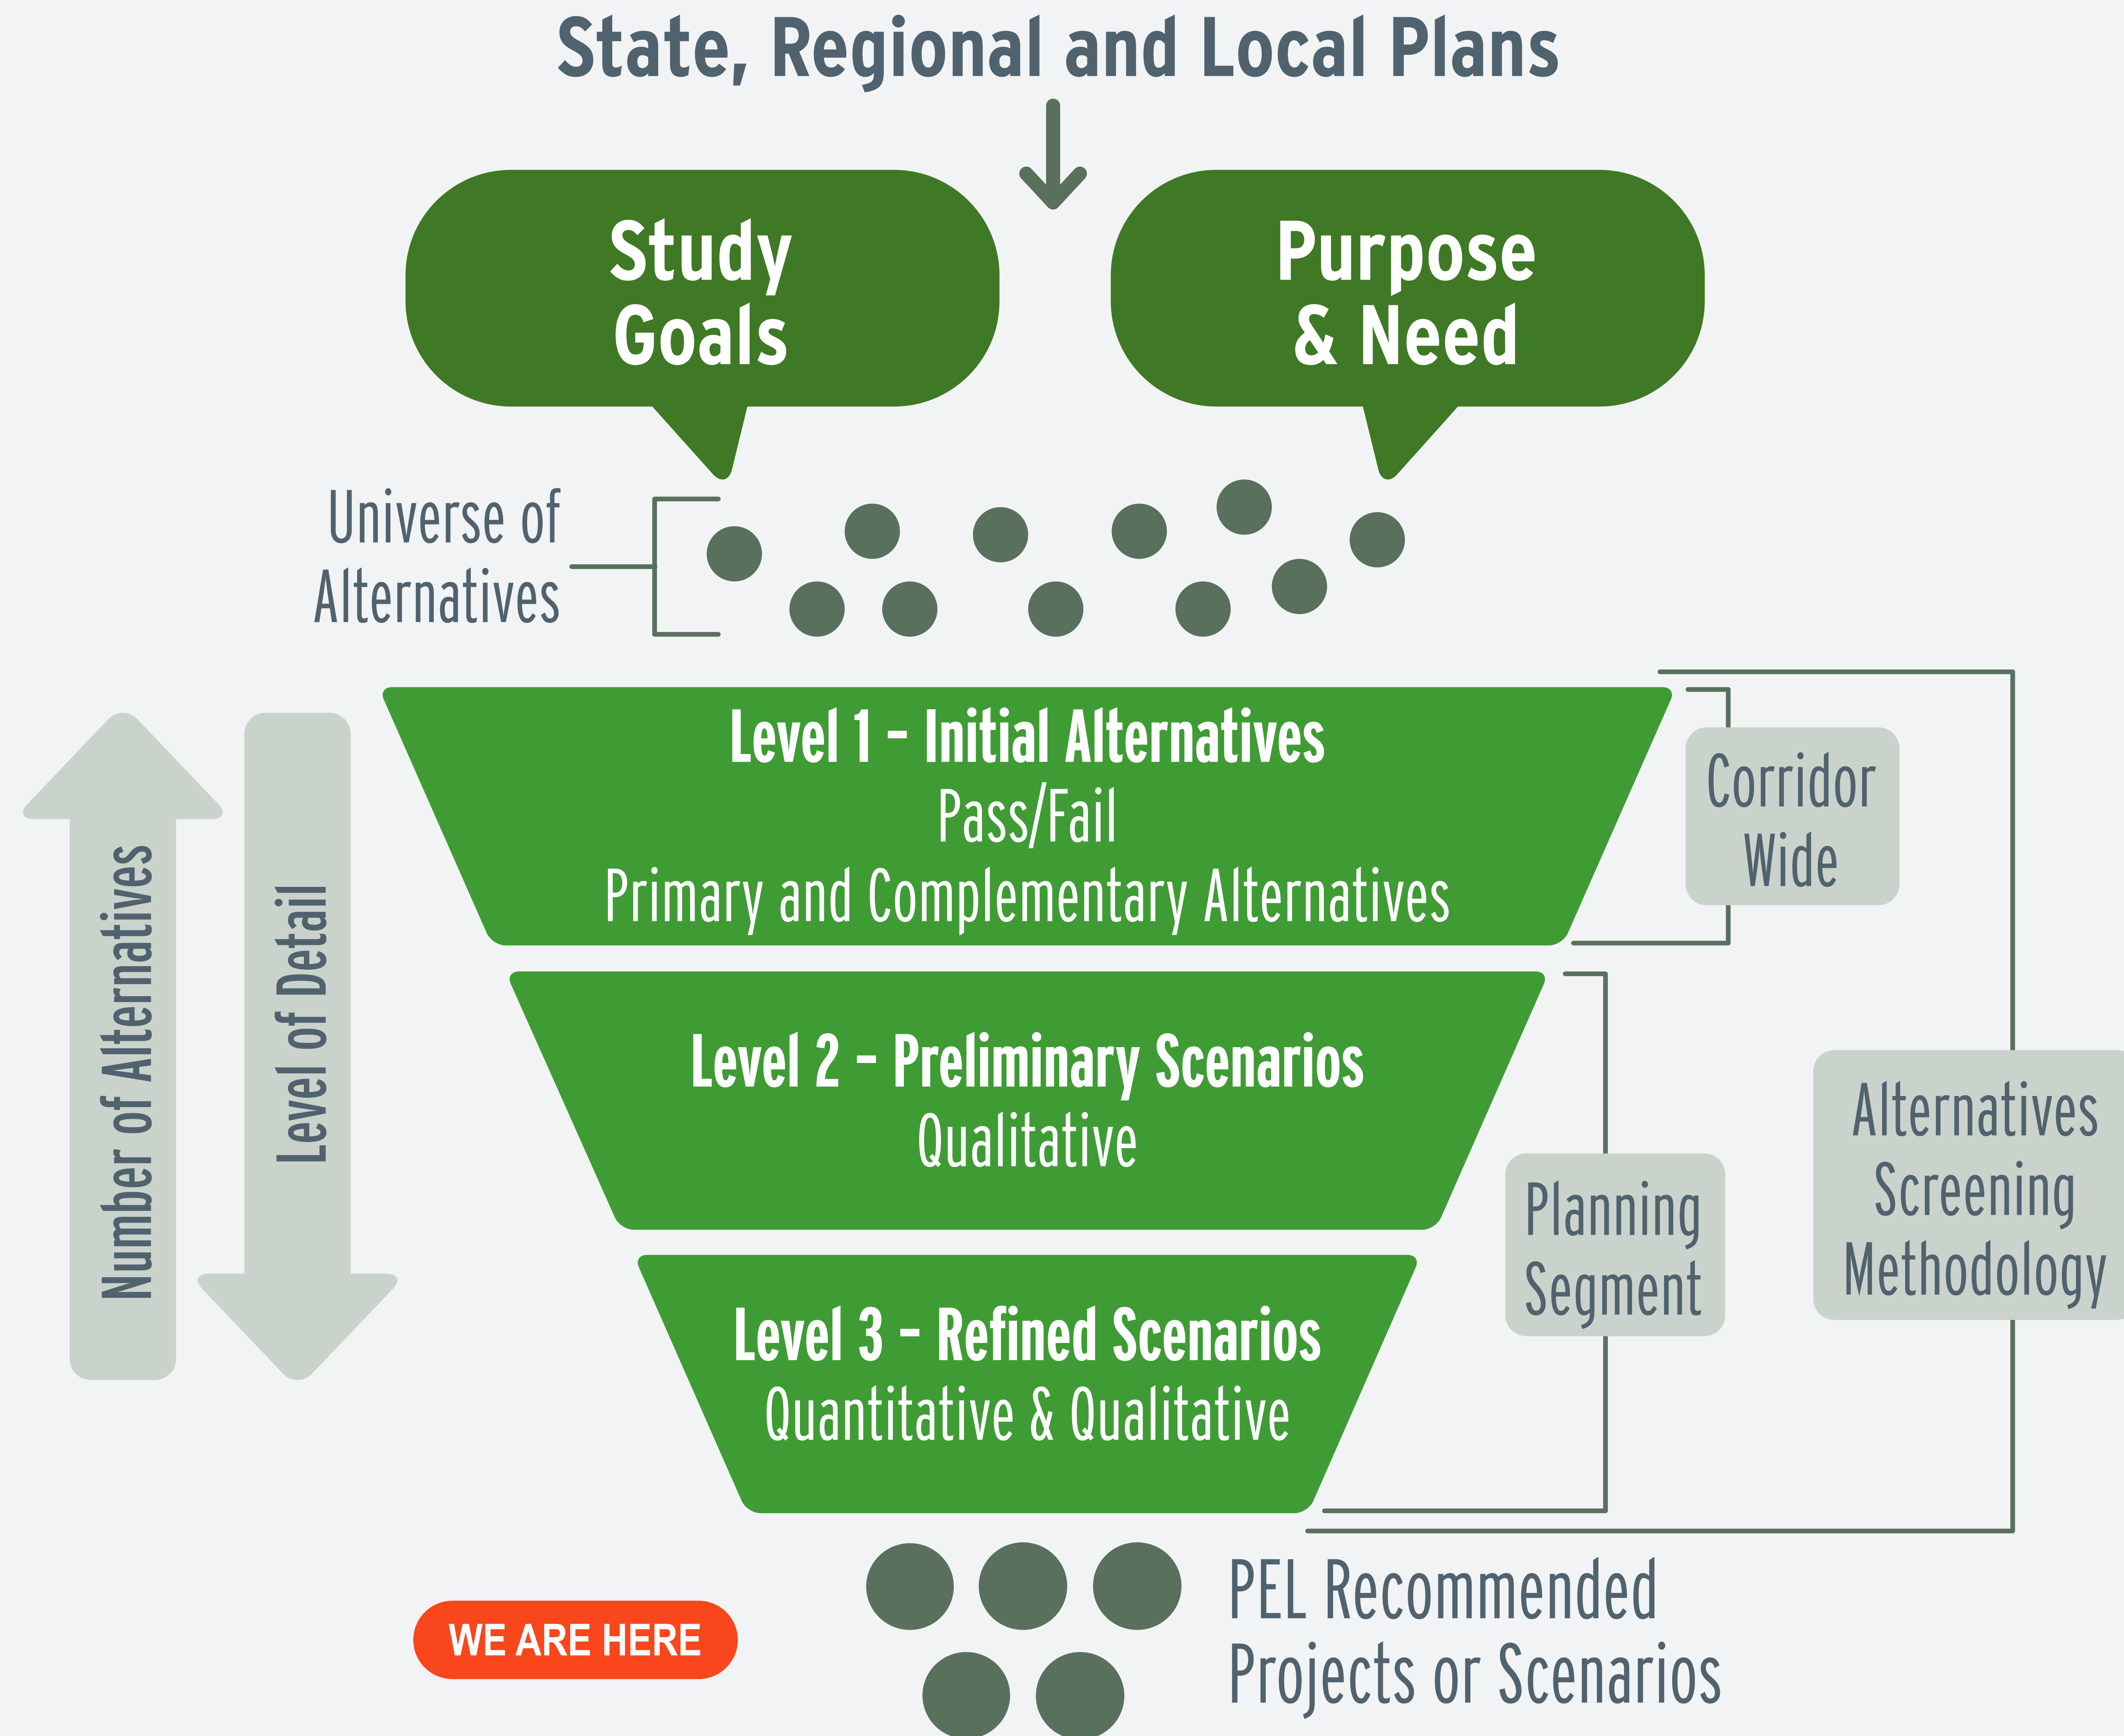 State, Regional and Local Plans
Study
Goals
Purpose
& Need
Universe of
Alternatives
Number of Alternatives
Level of Detail
Level 1 – Initial Alternatives
Pass/Fail
Primary and Complementary Alternatives
Corridor
Wide
Level 2 – Preliminary Scenarios
Qualitative
Level 3 – Refined Scenarios
Quantitative & Qualitative
Planning
Segment
Alternatives
Screening
Methodology
WE ARE HERE
PEL Recommended
Projects or Scenarios